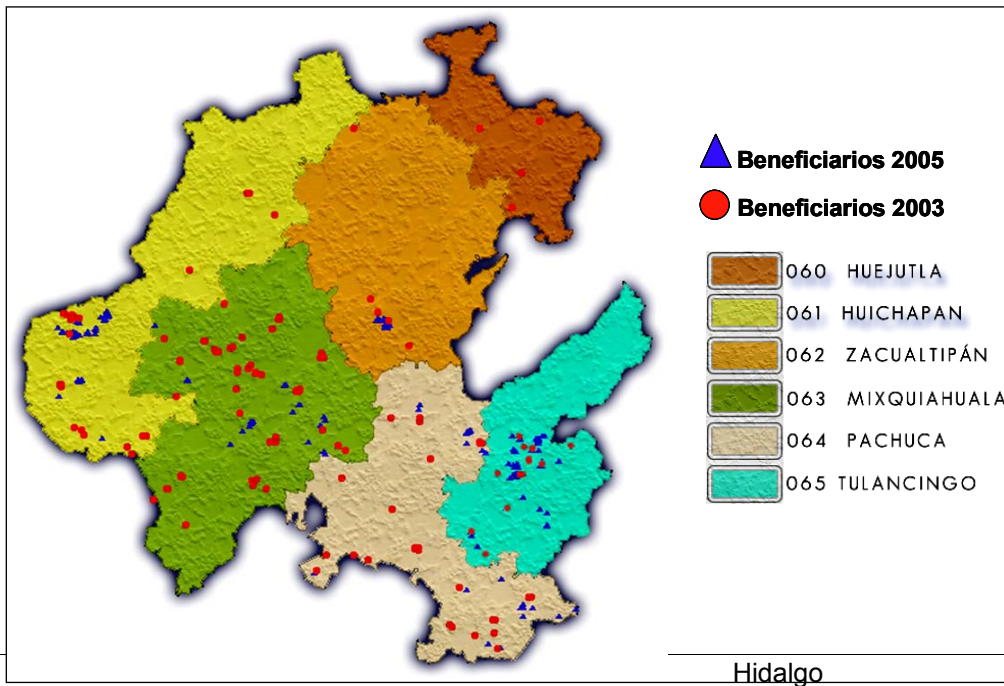 Beneficiarios 2005
Beneficiarios 2003
060 HUEJUTLA
061 HUICHAPAN
062 ZACUALTIPÁN
063 MIXQUIAHUALA
064 PACHUCA
065 TULANCINGO
Hidalgo